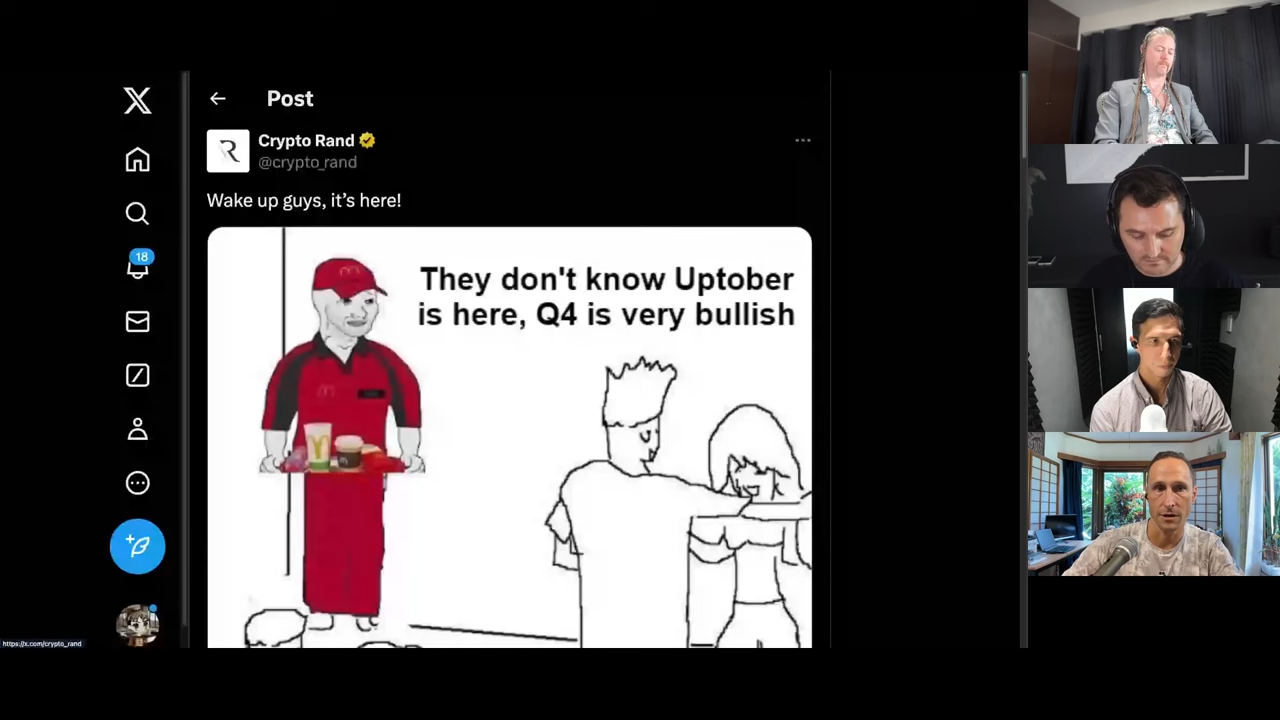 Post
Crypto Rand
@crypto_rand
Wake up guys, it’s here!
18
They don't know Uptober
is here, Q4 is very bullish
https://x.com/crypto_rand